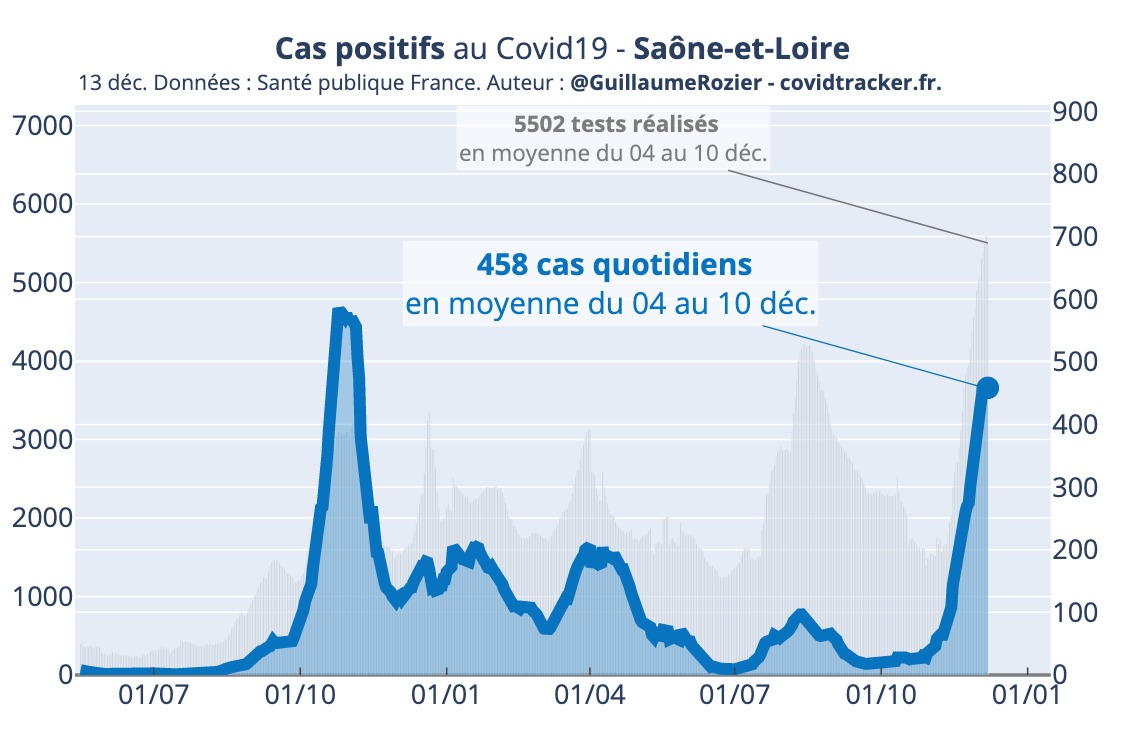 Cas positifs au Covid19 - Saône-et-Loire
13 déc. Données : Santé publique France. Auteur : @GuillaumeRozier - covidtracker.fr.
5502 tests réalisés
en moyenne du 04 au 10 déc.
458 cas quotidiens
en moyenne du 04 au 10 déc.
7000
6000
5000
4000
3000
2000
1000
0
900
800
700
600
500
400
300
200
100
0
01/07 01/10 01/01 01/04 01/07 01/10 01/01